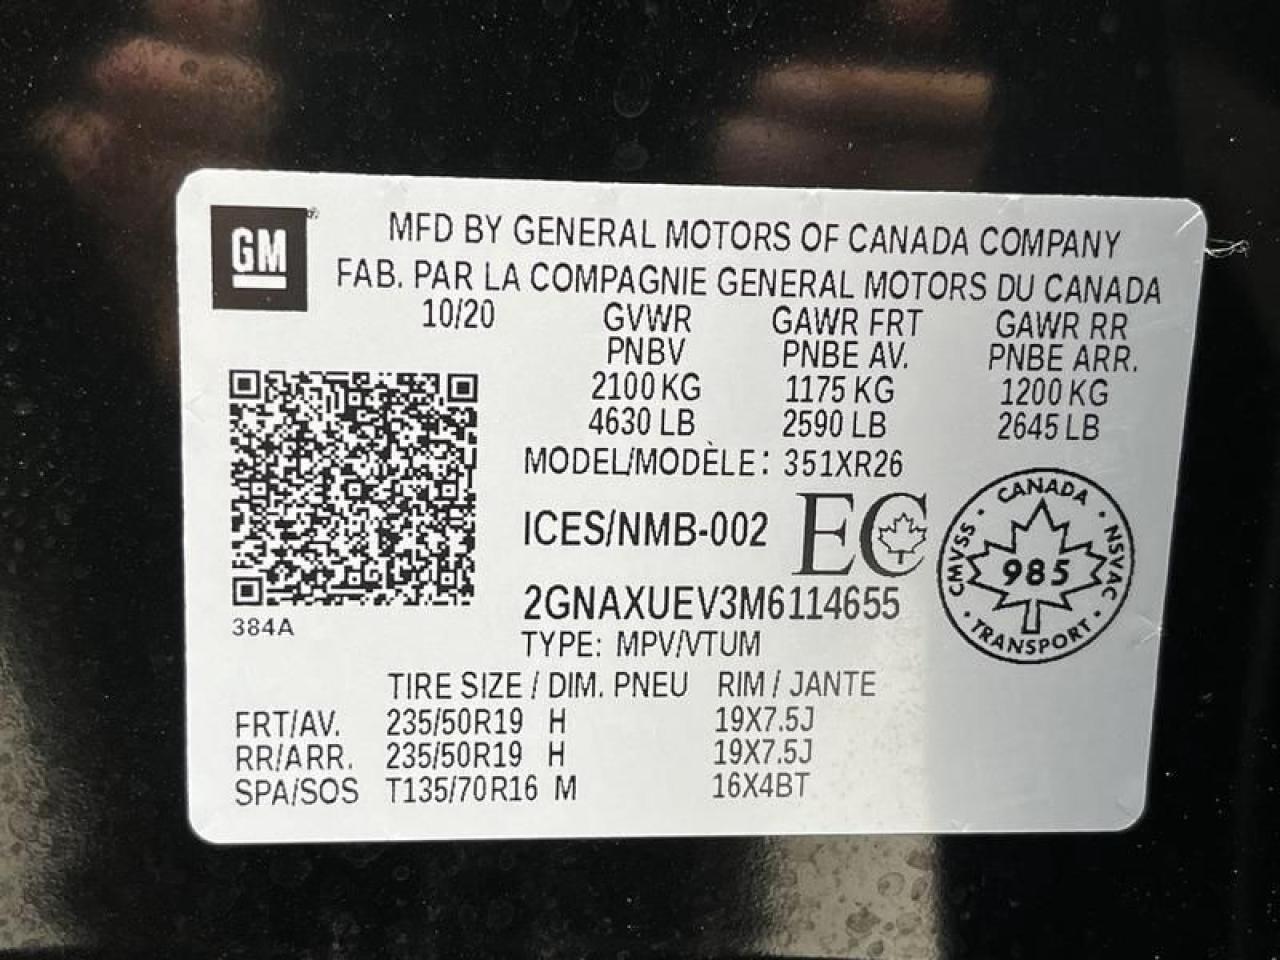 GM®
MFD BY GENERAL MOTORS OF CANADA COMPANY
FAB. PAR LA COMPAGNIE GENERAL MOTORS DU CANADA
10/20 GVWR GAWR FRT GAWR RR
PNBV PNBE AV. PNBE ARR.
2100 KG 1175 KG 1200 KG
4630 LB 2590 LB 2645 LB
MODEL/MODÈLE: 351XR26
ICES/NMB-002 EC
CANADA
CMVSS · 985 · NSVAC
TRANSPORT
2GNAXUEV3M6114655
384A
TYPE: MPV/VTUM
TIRE SIZE / DIM. PNEU RIM / JANTE
FRT/AV. 235/50R19 H 19X7.5J
RR/ARR. 235/50R19 H 19X7.5J
SPA/SOS T135/70R16 M 16X4BT